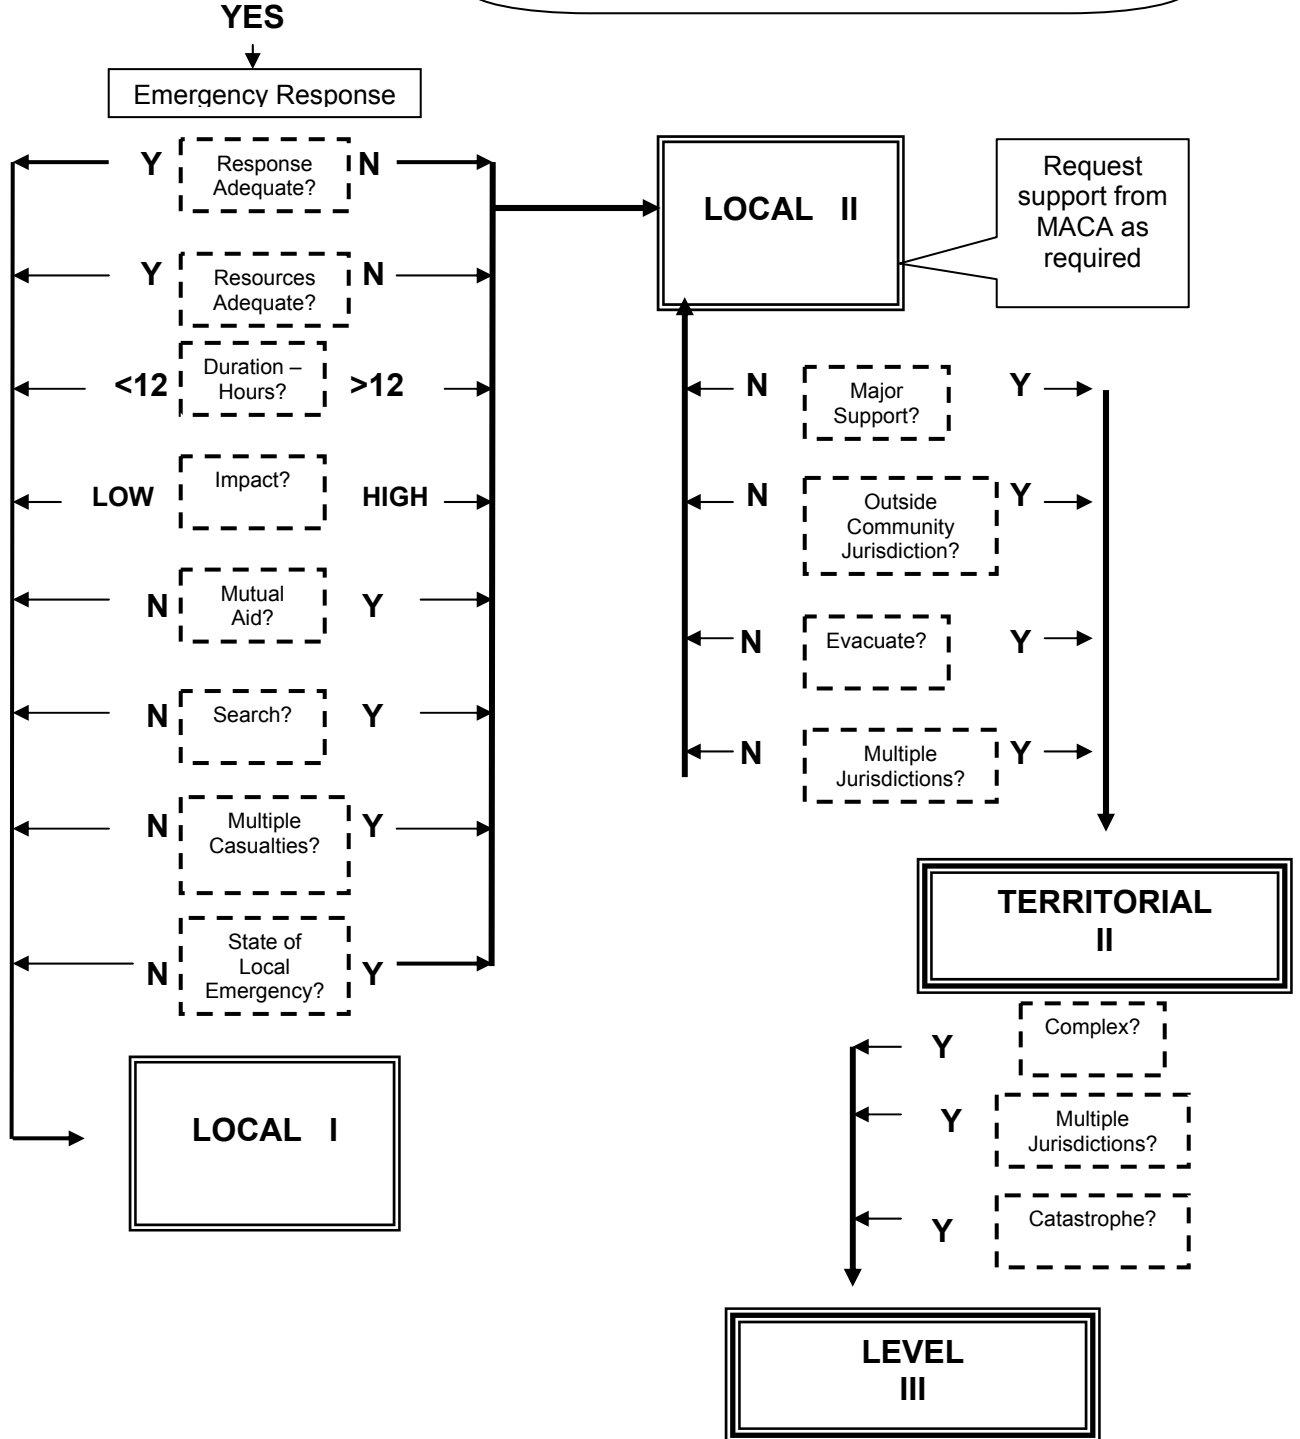 YES
Emergency Response
Y
Response
Adequate?
N
Y
Resources
Adequate?
N
<12
Duration –
Hours?
>12
LOW
Impact?
HIGH
N
Mutual
Aid?
Y
N
Search?
Y
N
Multiple
Casualties?
Y
N
State of
Local
Emergency?
Y
LOCAL I
LOCAL II
Request
support from
MACA as
required
N
Major
Support?
Y
N
Outside
Community
Jurisdiction?
Y
N
Evacuate?
Y
N
Multiple
Jurisdictions?
Y
TERRITORIAL
II
Y
Complex?
Y
Multiple
Jurisdictions?
Y
Catastrophe?
LEVEL
III